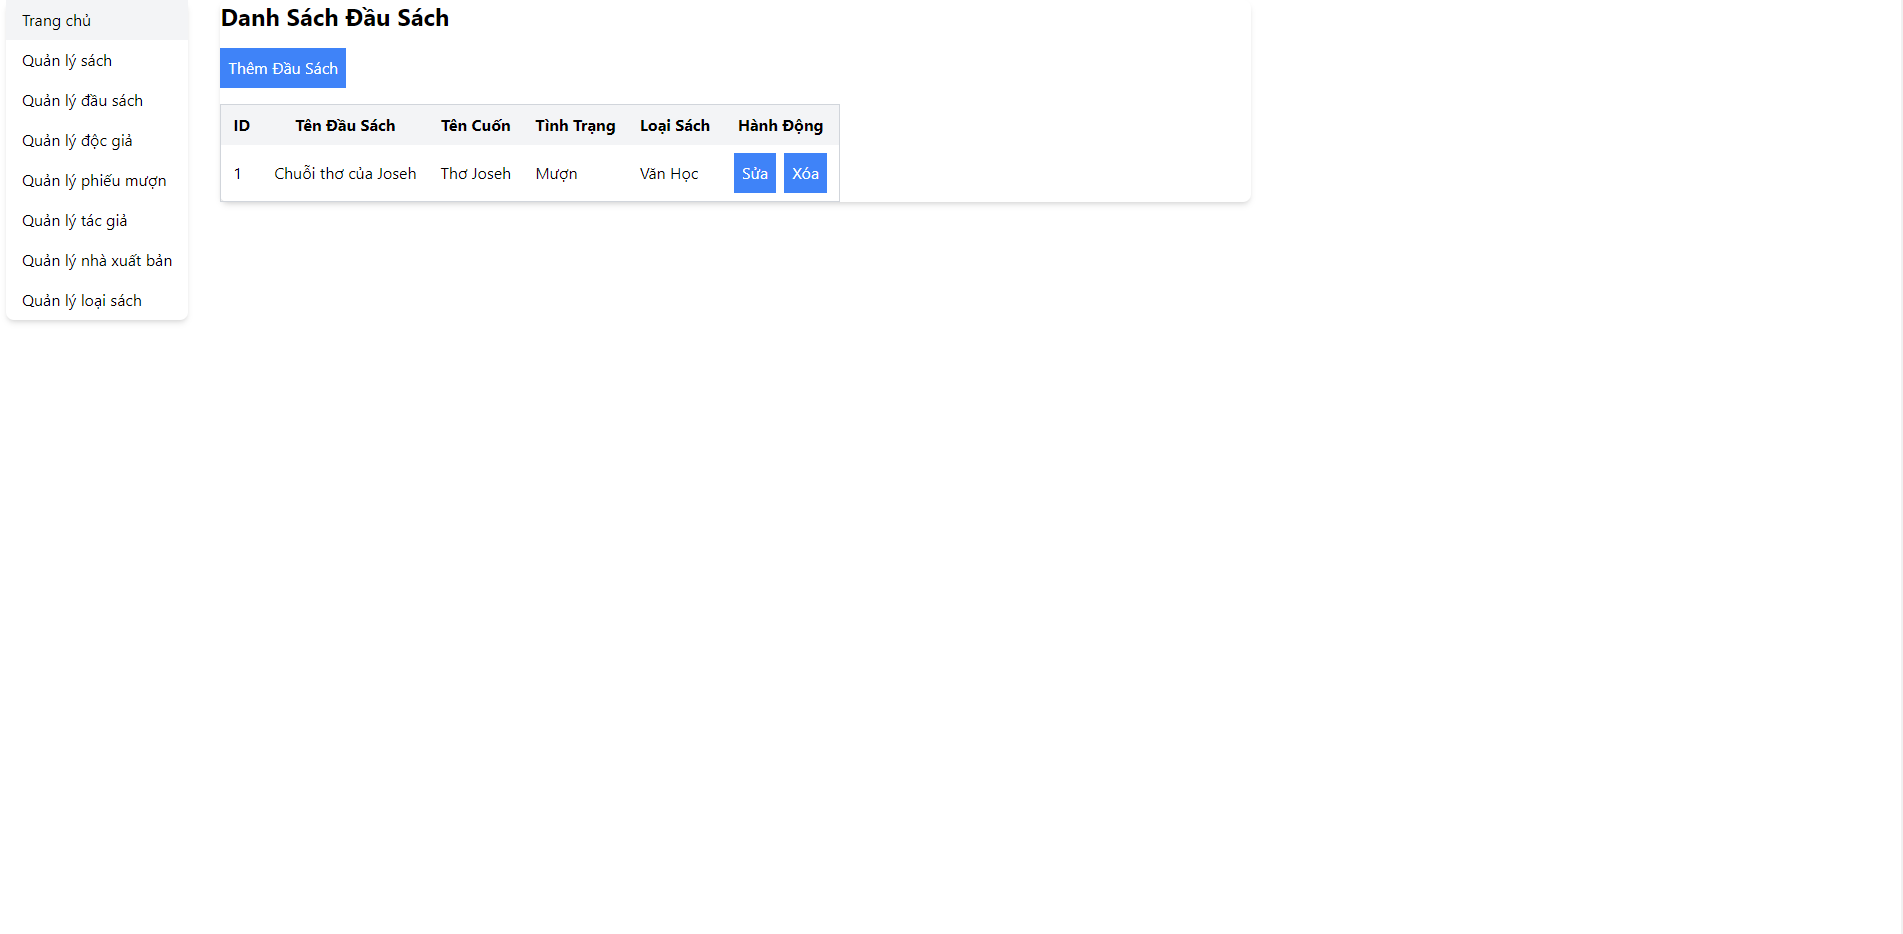 Trang chủ
Quản lý sách
Quản lý đầu sách
Quản lý độc giả
Quản lý phiếu mượn
Quản lý tác giả
Quản lý nhà xuất bản
Quản lý loại sách
Danh Sách Đầu Sách
Thêm Đầu Sách
ID Tên Đầu Sách Tên Cuốn Tình Trạng Loại Sách Hành Động
1 Chuỗi thơ của Joseh Thơ Joseh Mượn Văn Học Sửa Xóa